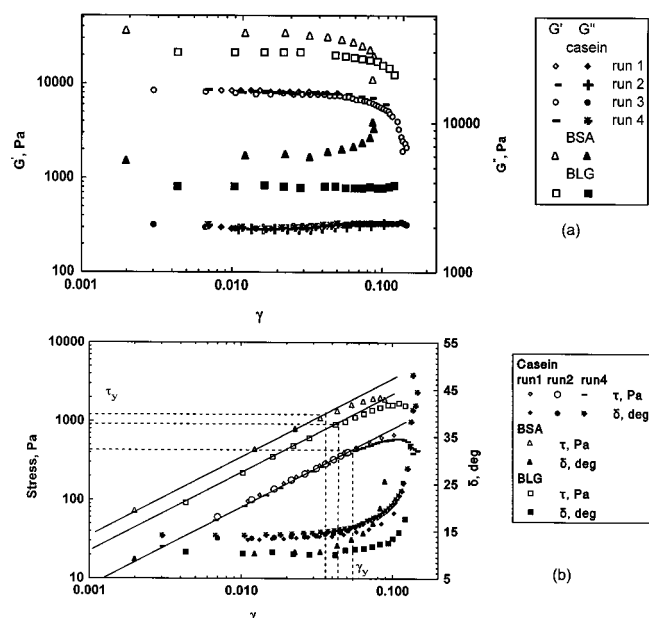 (a)
G', Pa
10000
1000
100
0.001
0.010
0.100
γ
G'', Pa
10000
1000
G' G''
casein
run 1
run 2
run 3
run 4
BSA
BLG
(a)
(b)
Stress, Pa
10000
1000
100
10
τy
γy
0.001
0.010
0.100
γ
δ, deg
55
45
35
25
15
5
Casein
run1 run2 run4
τ, Pa
δ, deg
BSA
τ, Pa
δ, deg
BLG
τ, Pa
δ, deg
(b)